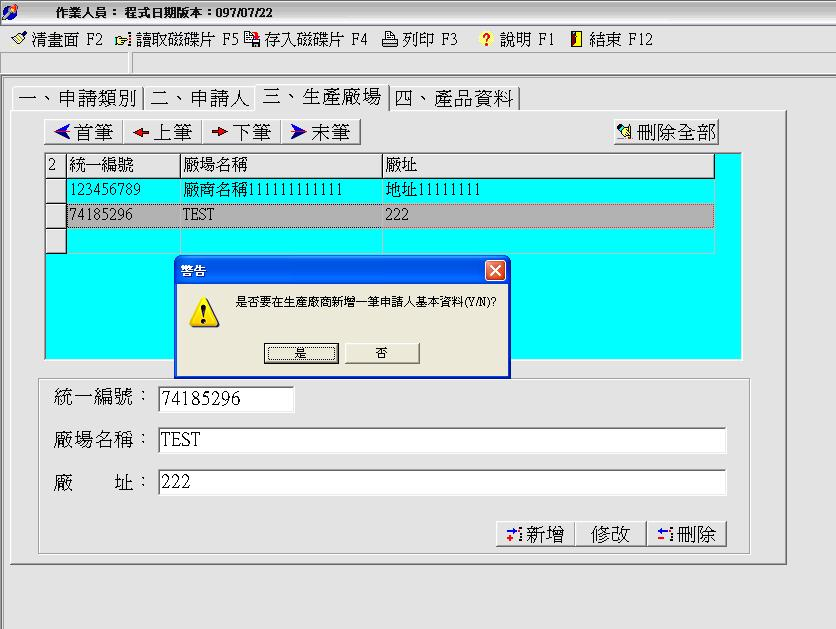 作業人員： 程式日期版本：097/07/22
清畫面 F2 讀取磁碟片 F5 存入磁碟片 F4 列印 F3 ? 說明 F1 結束 F12
一、申請類別 二、申請人 三、生產廠場 四、產品資料
首筆 上筆 下筆 末筆 刪除全部
2 統一編號 廠場名稱 廠址
123456789 廠商名稱111111111111 地址11111111
74185296 TEST 222
警告
是否要在生產廠商新增一筆申請人基本資料(Y/N)?
是 否
統一編號： 74185296
廠場名稱： TEST
廠 址： 222
新增 修改 刪除